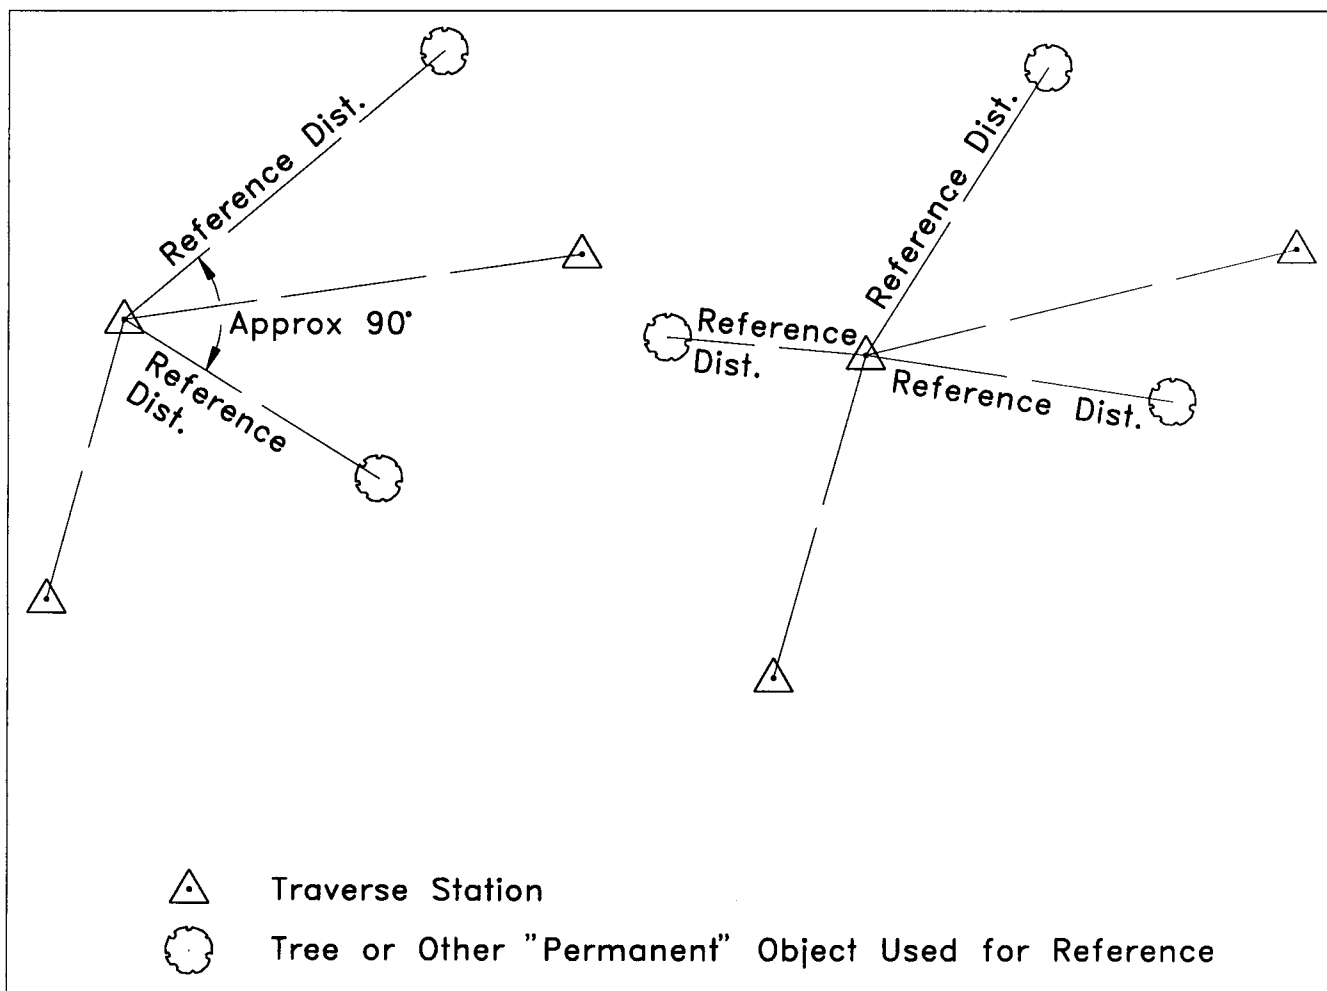 Reference Dist.
Approx 90°
Reference
Dist.
Reference Dist.
Reference
Dist.
Reference Dist.
Traverse Station
Tree or Other "Permanent" Object Used for Reference